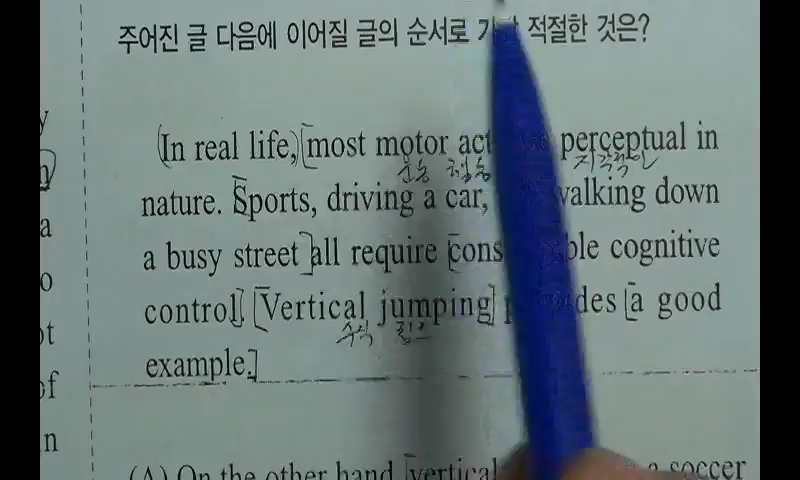 주어진 글 다음에 이어질 글의 순서로 적절한 것은?
(In real life, most motor act perceptual in
운동 활동 지각적인
nature. Sports, driving a car, walking down
a busy street all require cognitive
control. Vertical jumping a good
수직 점프
example.
(A) On the other hand vertical a soccer
y
a
o
ot
of
n